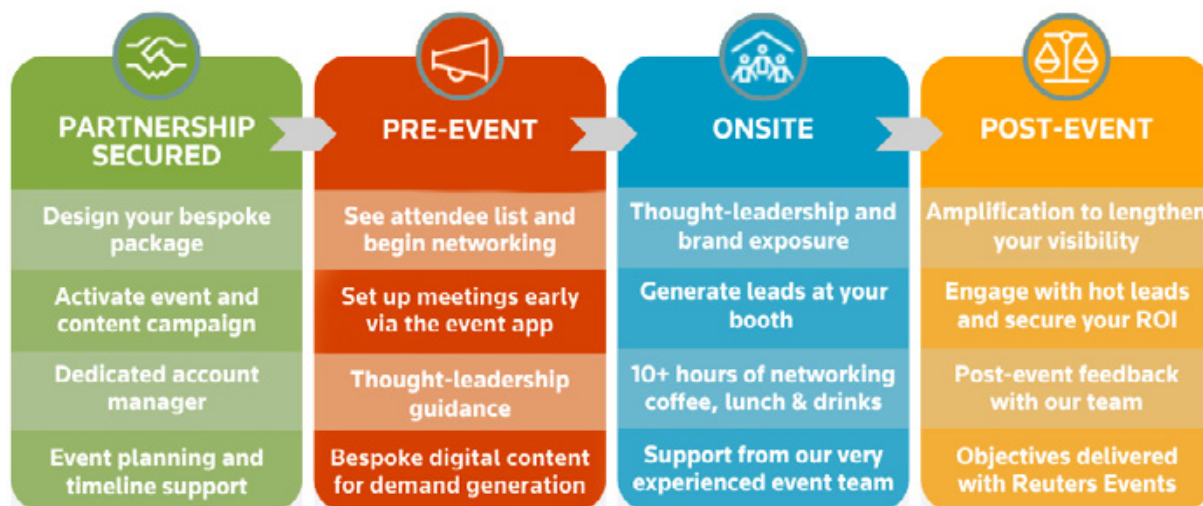 PARTNERSHIP
SECURED
Design your bespoke
package
Activate event and
content campaign
Dedicated account
manager
Event planning and
timeline support
PRE-EVENT
See attendee list and
begin networking
Set up meetings early
via the event app
Thought-leadership
guidance
Bespoke digital content
for demand generation
ONSITE
Thought-leadership and
brand exposure
Generate leads at your
booth
10+ hours of networking
coffee, lunch & drinks
Support from our very
experienced event team
POST-EVENT
Amplification to lengthen
your visibility
Engage with hot leads
and secure your ROI
Post-event feedback
with our team
Objectives delivered
with Reuters Events